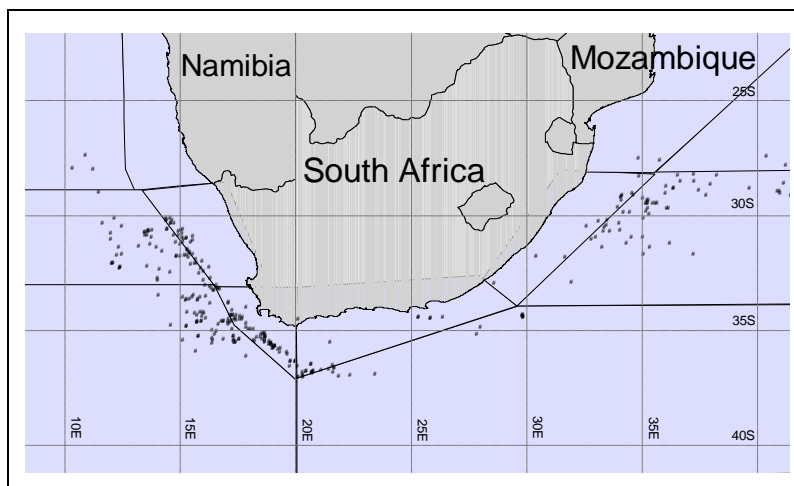 Namibia
Mozambique
25S
South Africa
30S
35S
10E
15E
20E
25E
30E
35E
40S